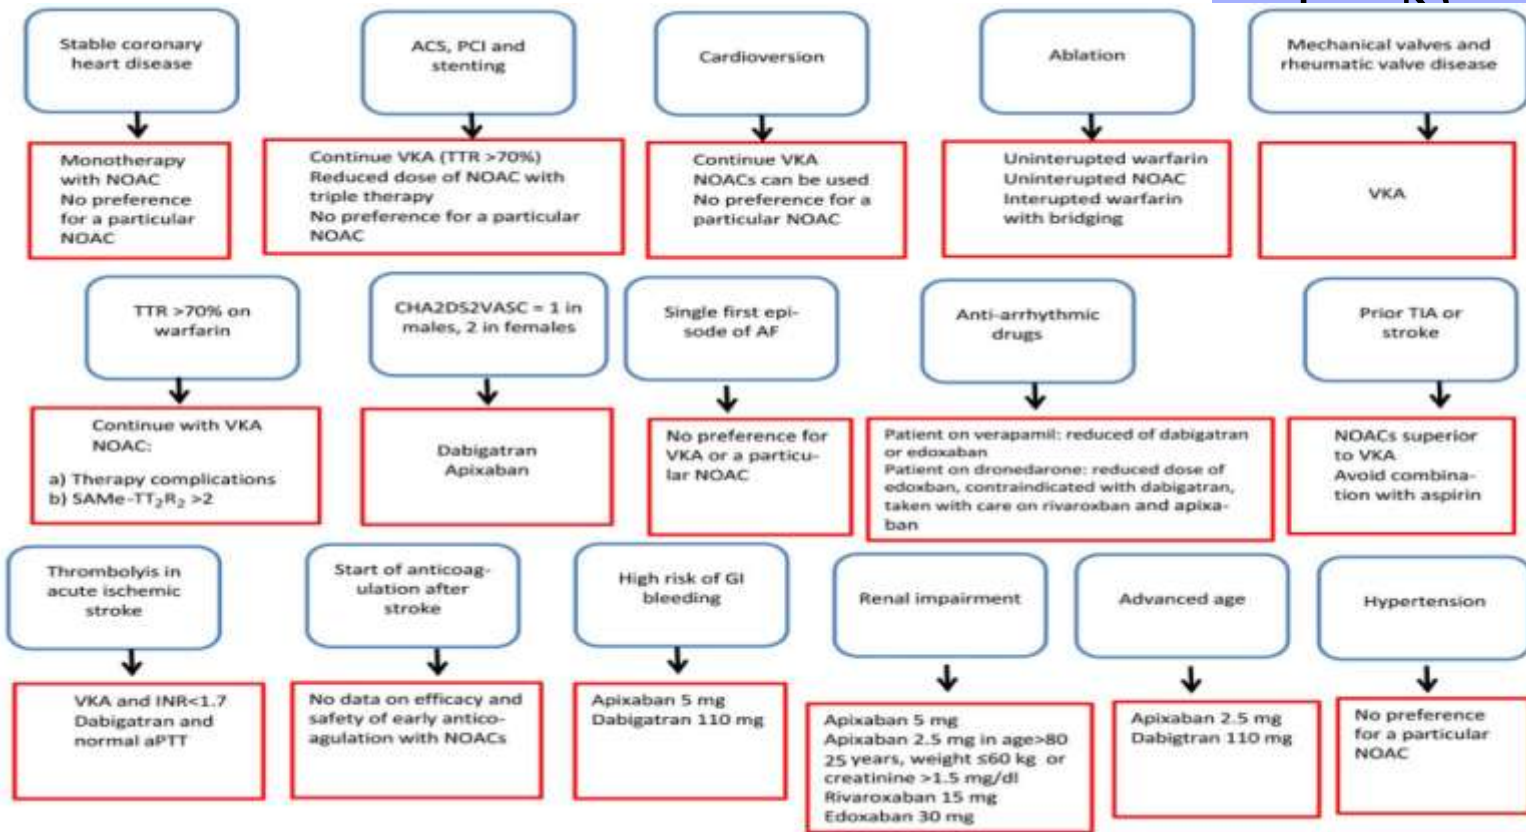 Stable coronary
heart disease
ACS, PCI and
stenting
Cardioversion
Ablation
Mechanical valves and
rheumatic valve disease
Monotherapy
with NOAC
No preference
for a particular
NOAC
Continue VKA (TTR >70%)
Reduced dose of NOAC with
triple therapy
No preference for a particular
NOAC
Continue VKA
NOACs can be used
No preference for a
particular NOAC
Uninterupted warfarin
Uninterupted NOAC
Interupted warfarin
with bridging
VKA
TTR >70% on
warfarin
CHA2DS2VASC = 1 in
males, 2 in females
Single first epi-
sode of AF
Anti-arrhythmic
drugs
Prior TIA or
stroke
Continue with VKA
NOAC:
a) Therapy complications
b) SAMe-TT₂R₂ >2
Dabigatran
Apixaban
No preference for
VKA or a particu-
lar NOAC
Patient on verapamil: reduced of dabigatran
or edoxaban
Patient on dronedarone: reduced dose of
edoxban, contraindicated with dabigatran,
taken with care on rivaroxban and apixa-
ban
NOACs superior
to VKA
Avoid combina-
tion with aspirin
Thrombolyis in
acute ischemic
stroke
Start of anticoag-
ulation after
stroke
High risk of GI
bleeding
Renal impairment
Advanced age
Hypertension
VKA and INR<1.7
Dabigatran and
normal aPTT
No data on efficacy and
safety of early antico-
agulation with NOACs
Apixaban 5 mg
Dabigatran 110 mg
Apixaban 5 mg
Apixaban 2.5 mg in age>80
25 years, weight ≤60 kg or
creatinine >1.5 mg/dl
Rivaroxaban 15 mg
Edoxaban 30 mg
Apixaban 2.5 mg
Dabigtran 110 mg
No preference
for a particular
NOAC